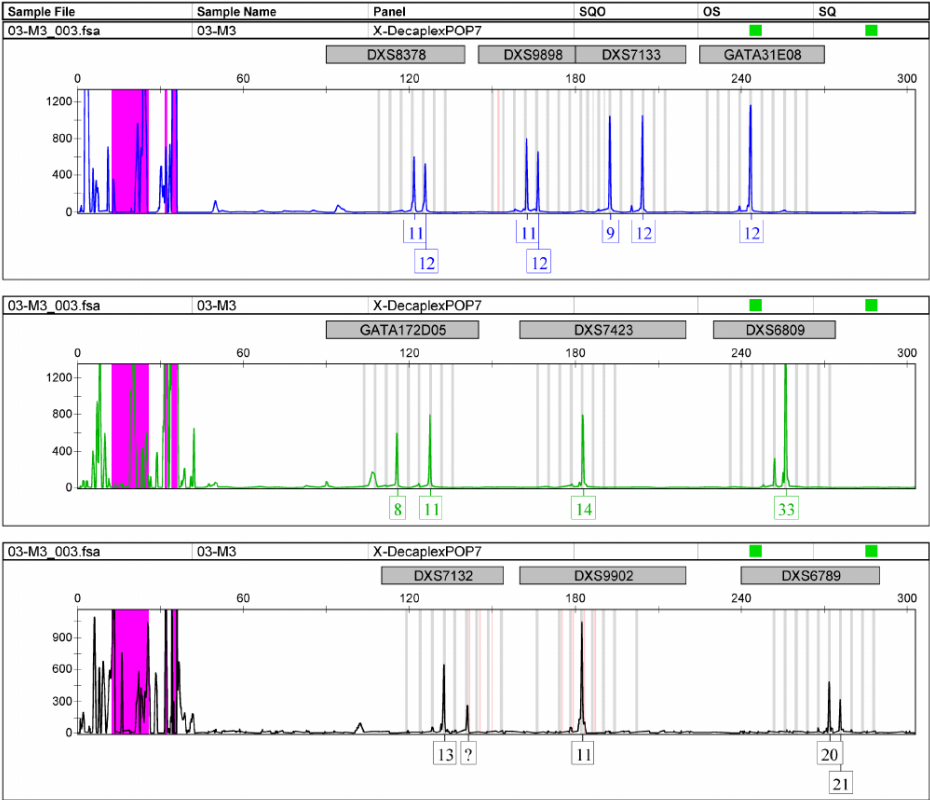 Sample File Sample Name Panel SQO OS SQ
03-M3_003.fsa 03-M3 X-DecaplexPOP7
DXS8378 DXS9898 DXS7133 GATA31E08
0 60 120 180 240 300
1200
800
400
0
11 11 9 12 12
12 12
03-M3_003.fsa 03-M3 X-DecaplexPOP7
GATA172D05 DXS7423 DXS6809
0 60 120 180 240 300
1200
800
400
0
8 11 14 33
03-M3_003.fsa 03-M3 X-DecaplexPOP7
DXS7132 DXS9902 DXS6789
0 60 120 180 240 300
900
600
300
0
13 ? 11 20
21